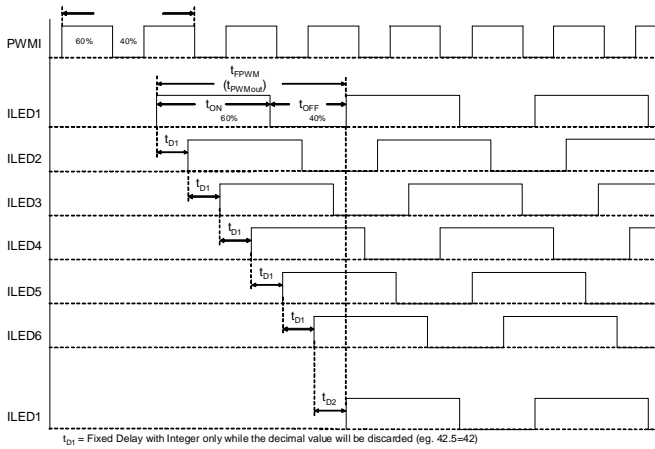 PWMI
60%
40%
tFPWM
(tPWMout)
tON
tOFF
ILED1
60%
40%
tD1
ILED2
tD1
ILED3
tD1
ILED4
tD1
ILED5
tD1
ILED6
tD2
ILED1
tD1 = Fixed Delay with Integer only while the decimal value will be discarded (eg. 42.5=42)